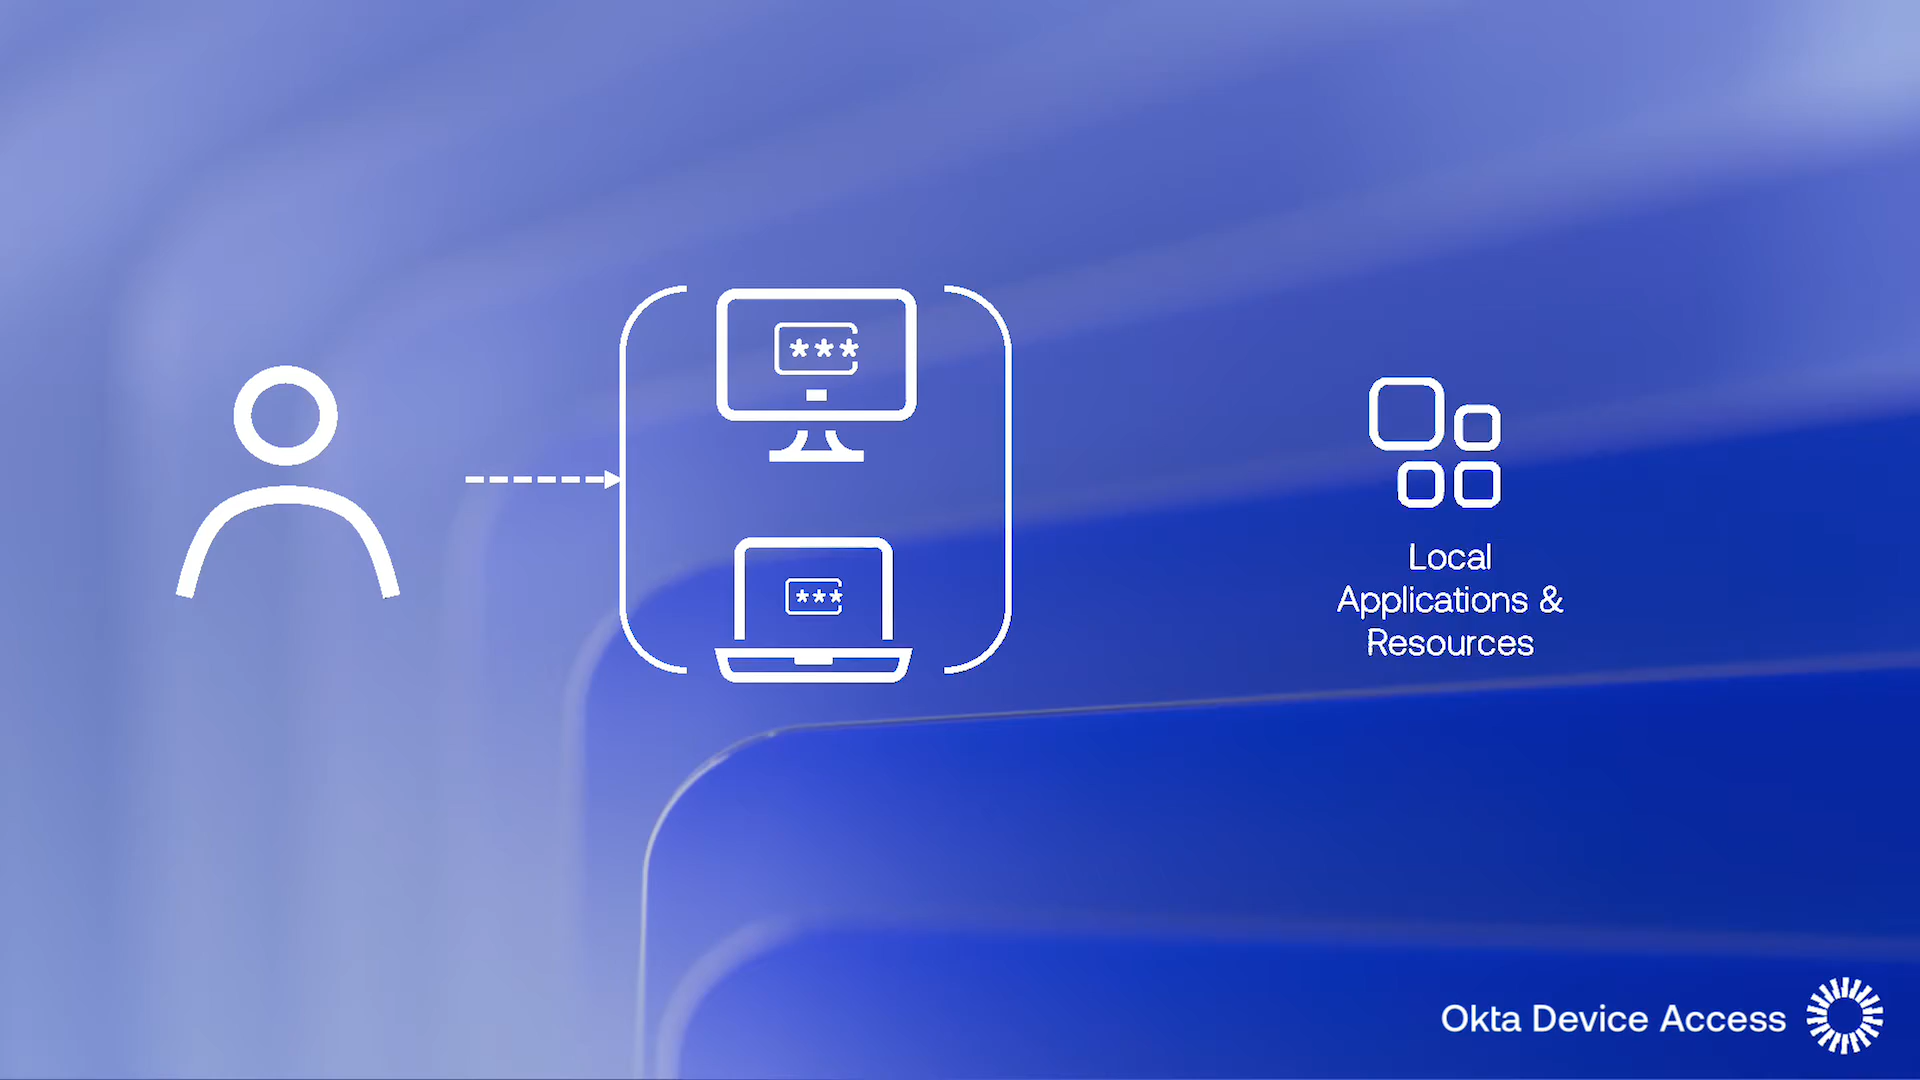 ***
***
Local
Applications &
Resources
Okta Device Access